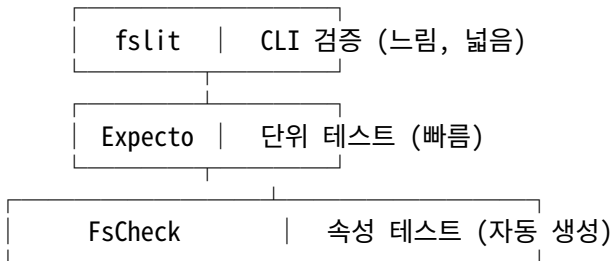 fslit │ CLI 검증 (느림, 넓음)
Expecto │ 단위 테스트 (빠름)
FsCheck │ 속성 테스트 (자동 생성)